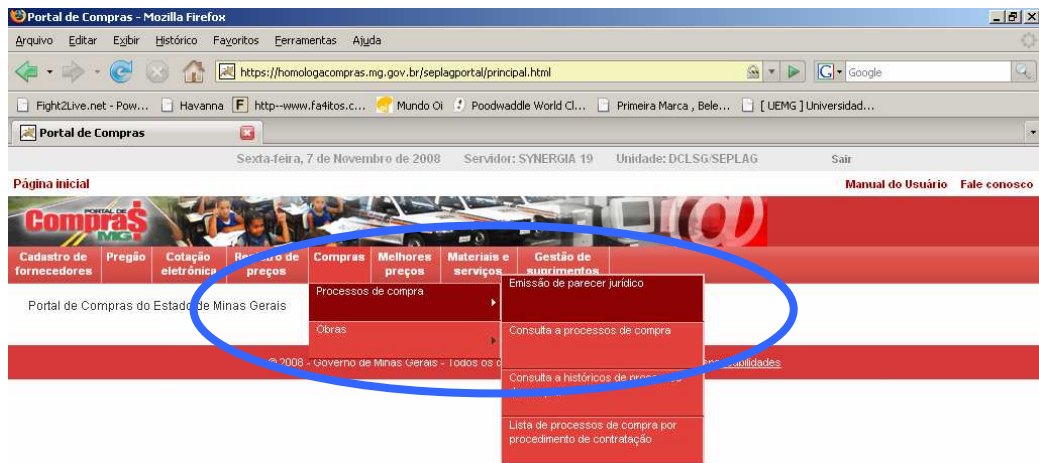 Portal de Compras - Mozilla Firefox
Arquivo Editar Exibir Histórico Favoritos Ferramentas Ajuda
https://homologacompras.mg.gov.br/seplagportal/principal.html
Google
Fight2Live.net - Pow... Havanna http--www.fa4itos.c... Mundo Oi Poodwaddle World Cl... Primeira Marca , Bele... [ UEMG ] Universidad...
Portal de Compras
Sexta-feira, 7 de Novembro de 2008 Servidor: SYNERGIA 19 Unidade: DCLSG/SEPLAG Sair
Página inicial Manual do Usuário Fale conosco
PORTAL DE
Compras
MG
Cadastro de fornecedores Pregão Cotação eletrônica Registro de preços Compras Melhores preços Materiais e serviços Gestão de suprimentos
Processos de compra
Emissão de parecer jurídico
Portal de Compras do Estado de Minas Gerais
Obras
Consulta a processos de compra
© 2008 - Governo de Minas Gerais - Todos os
Consulta a históricos de processos
Lista de processos de compra por
procedimento de contratação